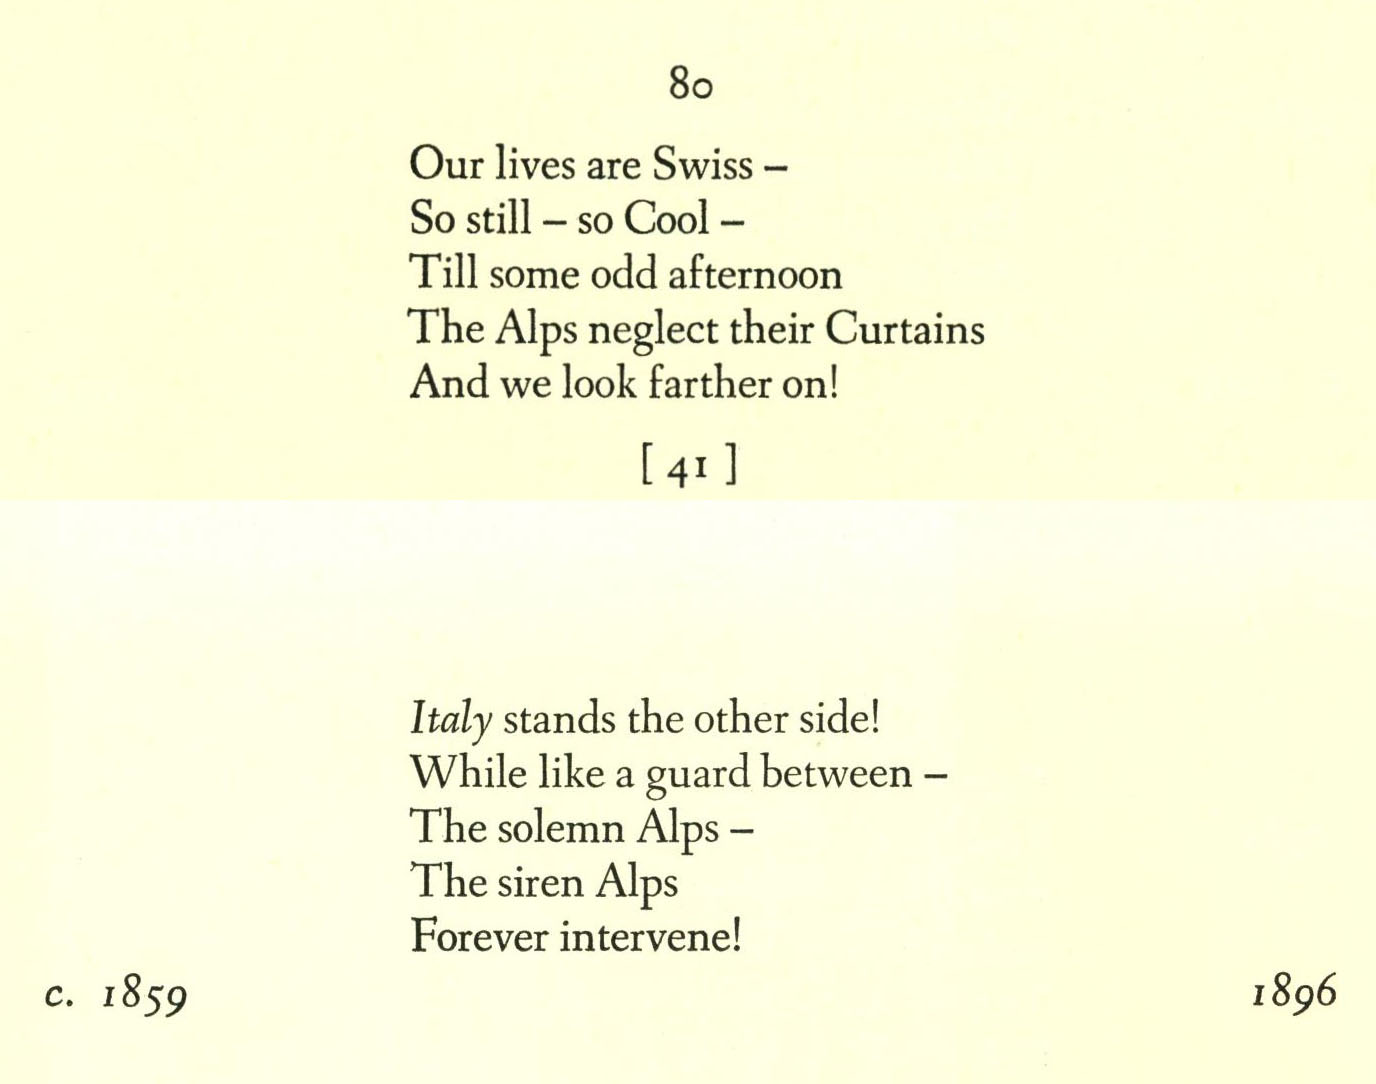 80
Our lives are Swiss –
So still – so Cool –
Till some odd afternoon
The Alps neglect their Curtains
And we look farther on!
[ 41 ]
Italy stands the other side!
While like a guard between –
The solemn Alps –
The siren Alps
Forever intervene!
c. 1859 1896